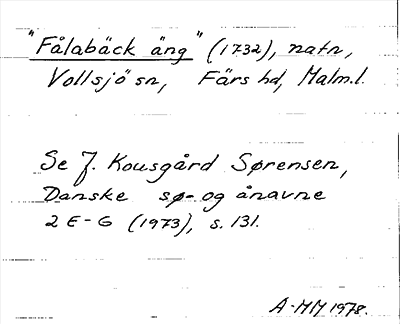 "Fålabäck äng" (1732), natn,
Vollsjö sn, Färs hd, Malm.l.
Se J. Kousgård Sørensen,
Danske sø- og ånavne
2 E-G (1973), s. 131.
A-MM 1978.